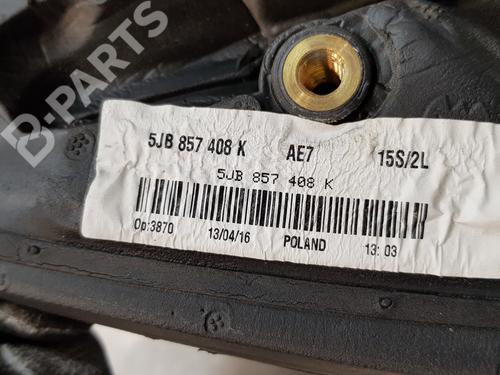 B-PARTS
5JB 857 408 K AE7 15S/2L
5JB 857 408 K
Op:3870 13/04/16 POLAND 13:03